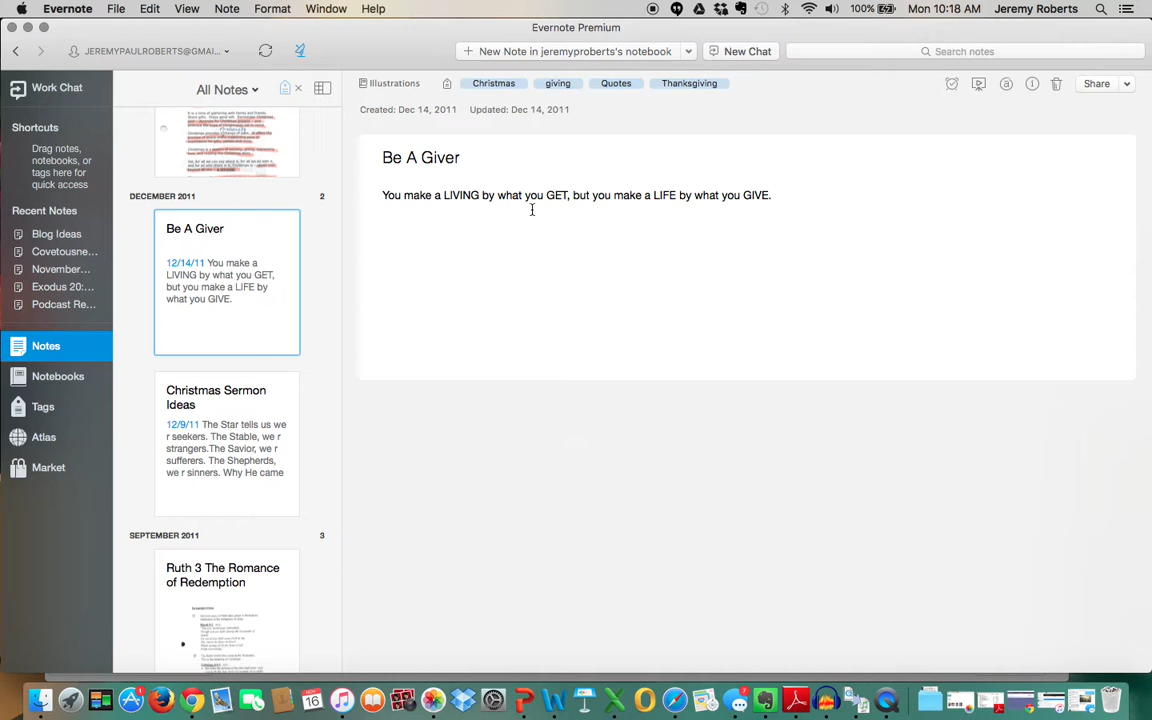 Evernote File Edit View Note Format Window Help 100% Mon 10:18 AM Jeremy Roberts
Evernote Premium
JEREMYPAULROBERTS@GMAI... New Note in jeremyproberts's notebook New Chat Search notes
Work Chat
Shortcuts
Drag notes,
notebooks, or
tags here for
quick access
Recent Notes
Blog Ideas
Covetousne...
November...
Exodus 20:...
Podcast Re...
Notes
Notebooks
Tags
Atlas
Market
All Notes
DECEMBER 2011 2
Be A Giver
12/14/11 You make a
LIVING by what you GET,
but you make a LIFE by
what you GIVE.
Christmas Sermon
Ideas
12/9/11 The Star tells us we
r seekers. The Stable, we r
strangers.The Savior, we r
sufferers. The Shepherds,
we r sinners. Why He came
SEPTEMBER 2011 3
Ruth 3 The Romance
of Redemption
Illustrations Christmas giving Quotes Thanksgiving Share
Created: Dec 14, 2011 Updated: Dec 14, 2011
Be A Giver
You make a LIVING by what you GET, but you make a LIFE by what you GIVE.
NOV
16